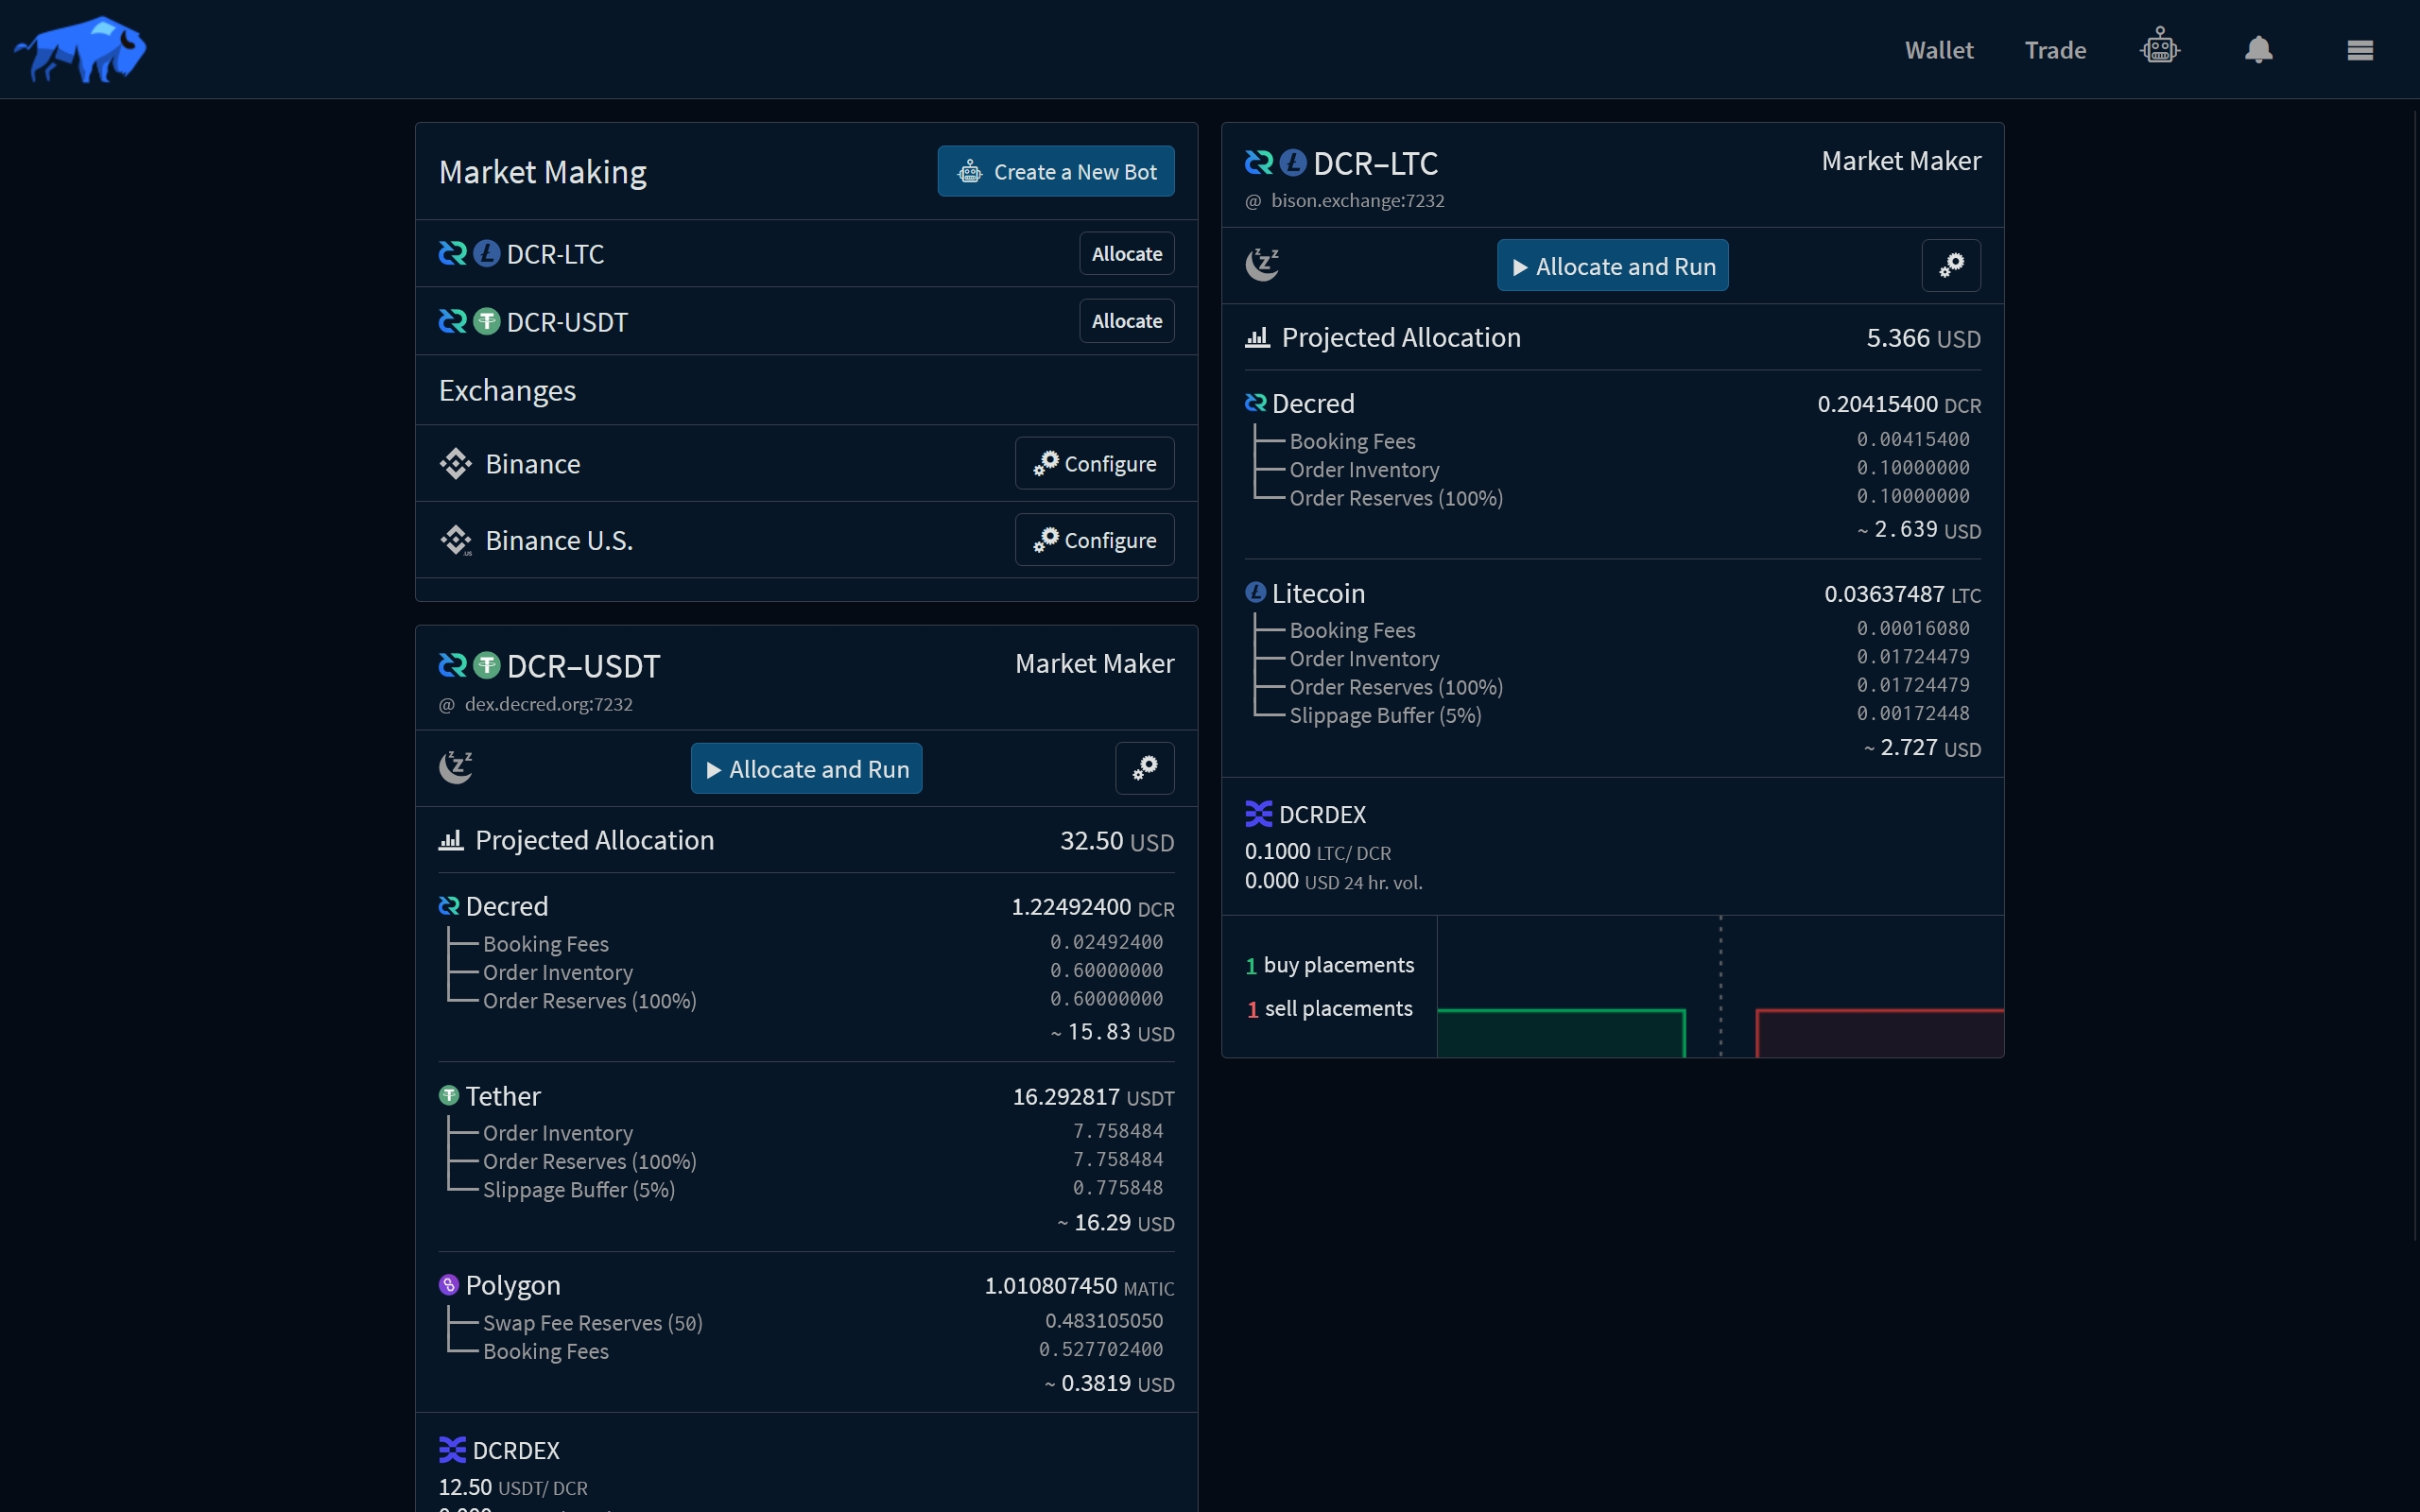 Wallet
Trade
Market Making
Create a New Bot
DCR-LTC
Allocate
DCR-USDT
Allocate
Exchanges
Binance
Configure
Binance U.S.
Configure
DCR–USDT
Market Maker
@ dex.decred.org:7232
Allocate and Run
Projected Allocation
32.50 USD
Decred
1.22492400 DCR
Booking Fees
0.02492400
Order Inventory
0.60000000
Order Reserves (100%)
0.60000000
~ 15.83 USD
Tether
16.292817 USDT
Order Inventory
7.758484
Order Reserves (100%)
7.758484
Slippage Buffer (5%)
0.775848
~ 16.29 USD
Polygon
1.010807450 MATIC
Swap Fee Reserves (50)
0.483105050
Booking Fees
0.527702400
~ 0.3819 USD
DCRDEX
12.50 USDT/ DCR
DCR–LTC
Market Maker
@ bison.exchange:7232
Allocate and Run
Projected Allocation
5.366 USD
Decred
0.20415400 DCR
Booking Fees
0.00415400
Order Inventory
0.10000000
Order Reserves (100%)
0.10000000
~ 2.639 USD
Litecoin
0.03637487 LTC
Booking Fees
0.00016080
Order Inventory
0.01724479
Order Reserves (100%)
0.01724479
Slippage Buffer (5%)
0.00172448
~ 2.727 USD
DCRDEX
0.1000 LTC/ DCR
0.000 USD 24 hr. vol.
1 buy placements
1 sell placements